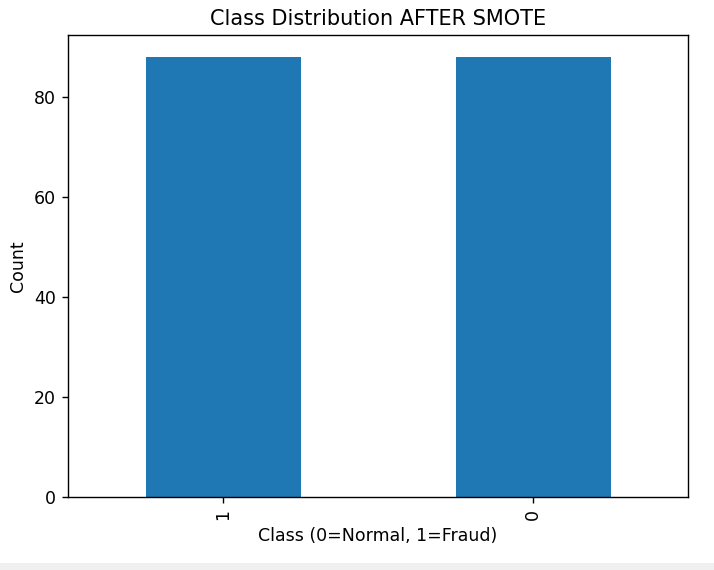 Class Distribution AFTER SMOTE
80
60
40
20
0
Count
1
0
Class (0=Normal, 1=Fraud)